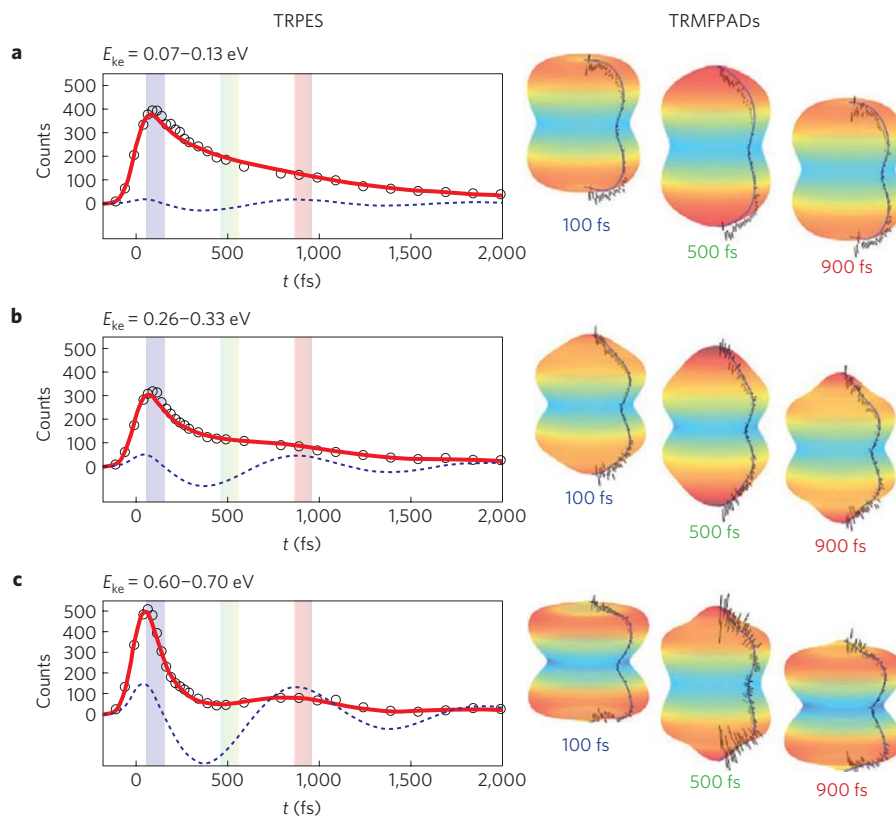 TRPES
TRMFPADs
a
E_ke = 0.07–0.13 eV
500
400
300
200
100
0
Counts
0
500
1,000
1,500
2,000
t (fs)
100 fs
500 fs
900 fs
b
E_ke = 0.26–0.33 eV
500
400
300
200
100
0
Counts
0
500
1,000
1,500
2,000
t (fs)
100 fs
500 fs
900 fs
c
E_ke = 0.60–0.70 eV
500
400
300
200
100
0
Counts
0
500
1,000
1,500
2,000
t (fs)
100 fs
500 fs
900 fs